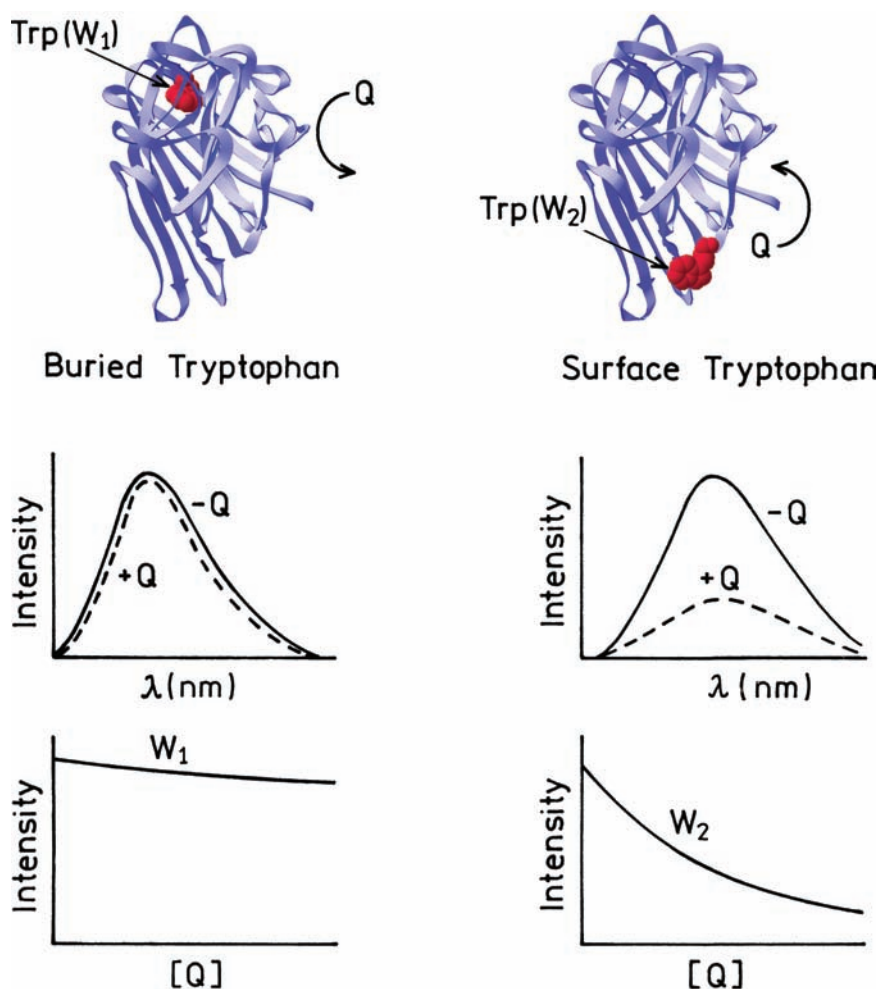 Trp(W₁)
Q
Buried Tryptophan
Intensity
-Q
+Q
λ(nm)
Intensity
W₁
[Q]
Trp(W₂)
Q
Surface Tryptophan
Intensity
-Q
+Q
λ(nm)
Intensity
W₂
[Q]